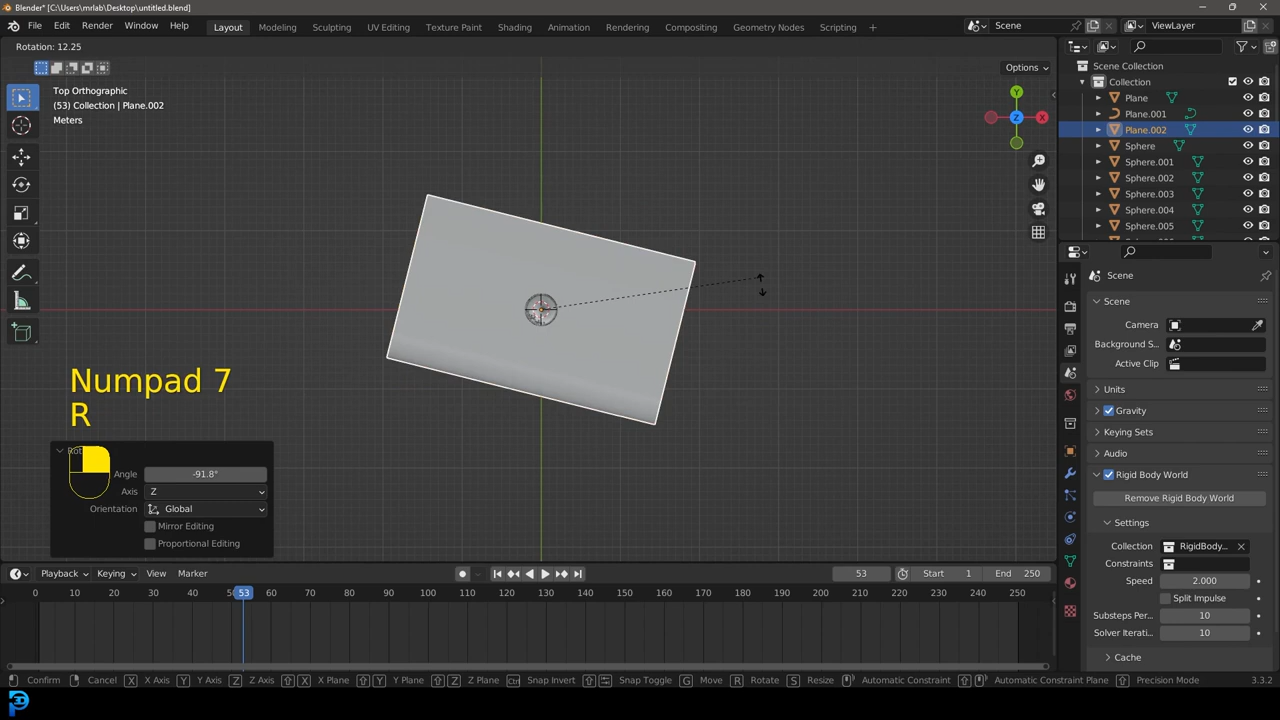 Blender* [C:\Users\mrlab\Desktop\untitled.blend]
File Edit Render Window Help Layout Modeling Sculpting UV Editing Texture Paint Shading Animation Rendering Compositing Geometry Nodes Scripting + Scene ViewLayer
Rotation: 12.25
Options
Top Orthographic
(53) Collection | Plane.002
Meters
Y
Z
X
Scene Collection
Collection
Plane
Plane.001
Plane.002
Sphere
Sphere.001
Sphere.002
Sphere.003
Sphere.004
Sphere.005
Scene
Scene
Camera
Background S...
Active Clip
Units
Gravity
Keying Sets
Audio
Rigid Body World
Remove Rigid Body World
Settings
Collection RigidBody...
Constraints
Speed 2.000
Split Impulse
Substeps Per... 10
Solver Iterati... 10
Cache
Numpad 7
R
Angle -91.8°
Axis Z
Orientation Global
Mirror Editing
Proportional Editing
Playback Keying View Marker 53 Start 1 End 250
0 53 10 20 30 40 60 70 80 90 100 110 120 130 140 150 160 170 180 190 200 210 220 230 240 250
Confirm Cancel X X Axis Y Y Axis Z Z Axis X X Plane Y Y Plane Z Z Plane Ctrl Snap Invert Snap Toggle G Move R Rotate S Resize Automatic Constraint Automatic Constraint Plane Precision Mode 3.3.2